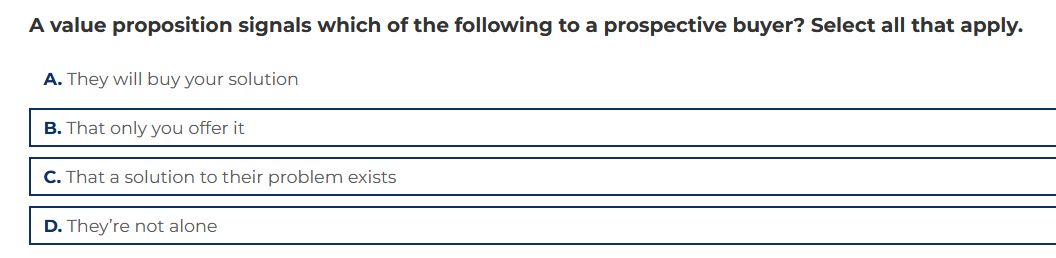 A value proposition signals which of the following to a prospective buyer? Select all that apply.
A. They will buy your solution
B. That only you offer it
C. That a solution to their problem exists
D. They’re not alone